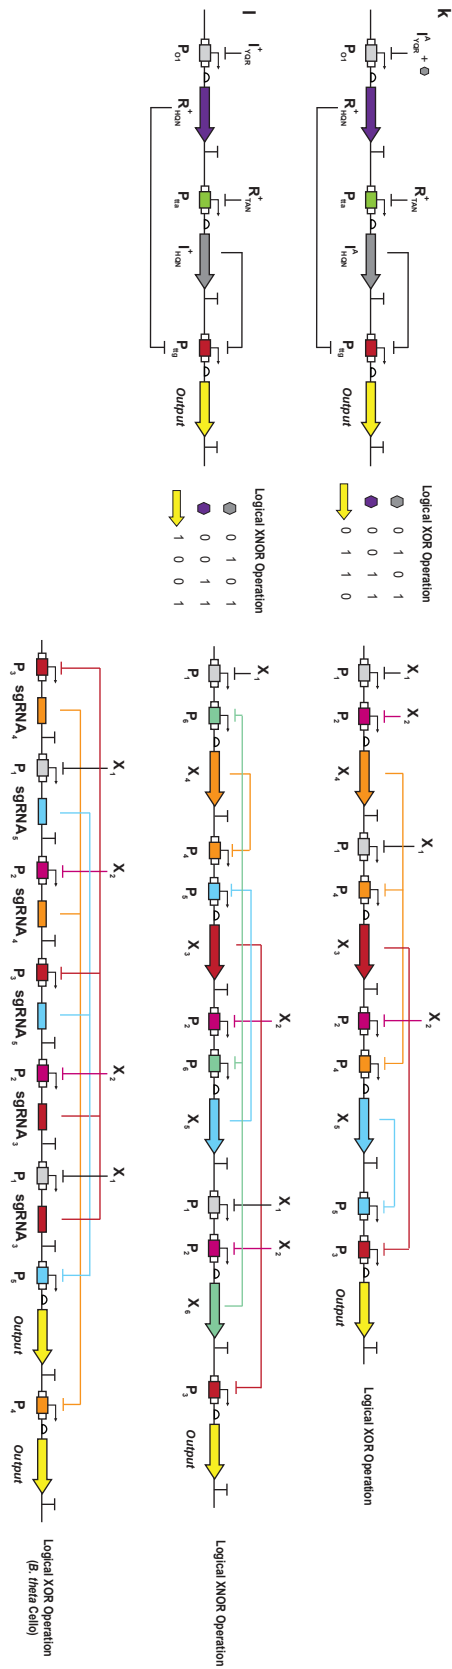 k
I^A_YQR +
P_O1
R^+_HQN
R^+_TAN
P_tta
I^A_HQN
P_ttg
Output
Logical XOR Operation
0 1 0 1
0 0 1 1
0 1 1 0
X_1
X_2
X_1
X_2
P_1
P_2
X_4
P_1
P_4
X_3
P_2
P_4
X_5
P_5
P_3
Output
Logical XOR Operation
l
I^+_YQR
P_O1
R^+_HQN
R^+_TAN
P_tta
I^+_HQN
P_ttg
Output
Logical XNOR Operation
0 1 0 1
0 0 1 1
1 0 0 1
X_1
X_2
X_1
X_2
P_1
P_6
X_4
P_4
P_5
X_3
P_2
P_6
X_5
P_1
P_2
X_6
P_3
Output
Logical XNOR Operation
X_1
X_2
X_2
X_1
P_3
sgRNA_4
P_1
sgRNA_5
P_2
sgRNA_4
P_3
sgRNA_5
P_2
sgRNA_3
P_1
sgRNA_3
P_5
Output
P_4
Output
Logical XOR Operation
(B. theta Cello)